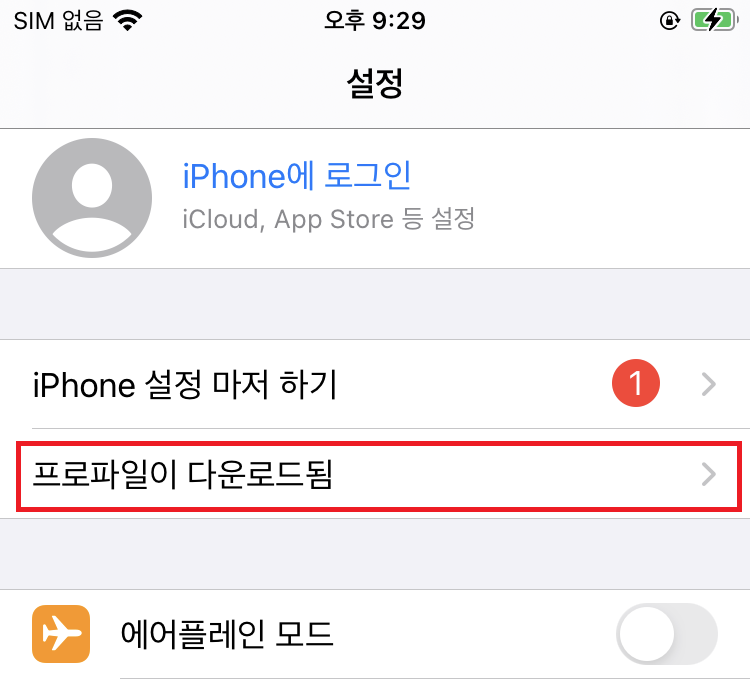 SIM 없음 오후 9:29
설정
iPhone에 로그인
iCloud, App Store 등 설정
iPhone 설정 마저 하기 1
프로파일이 다운로드됨
에어플레인 모드